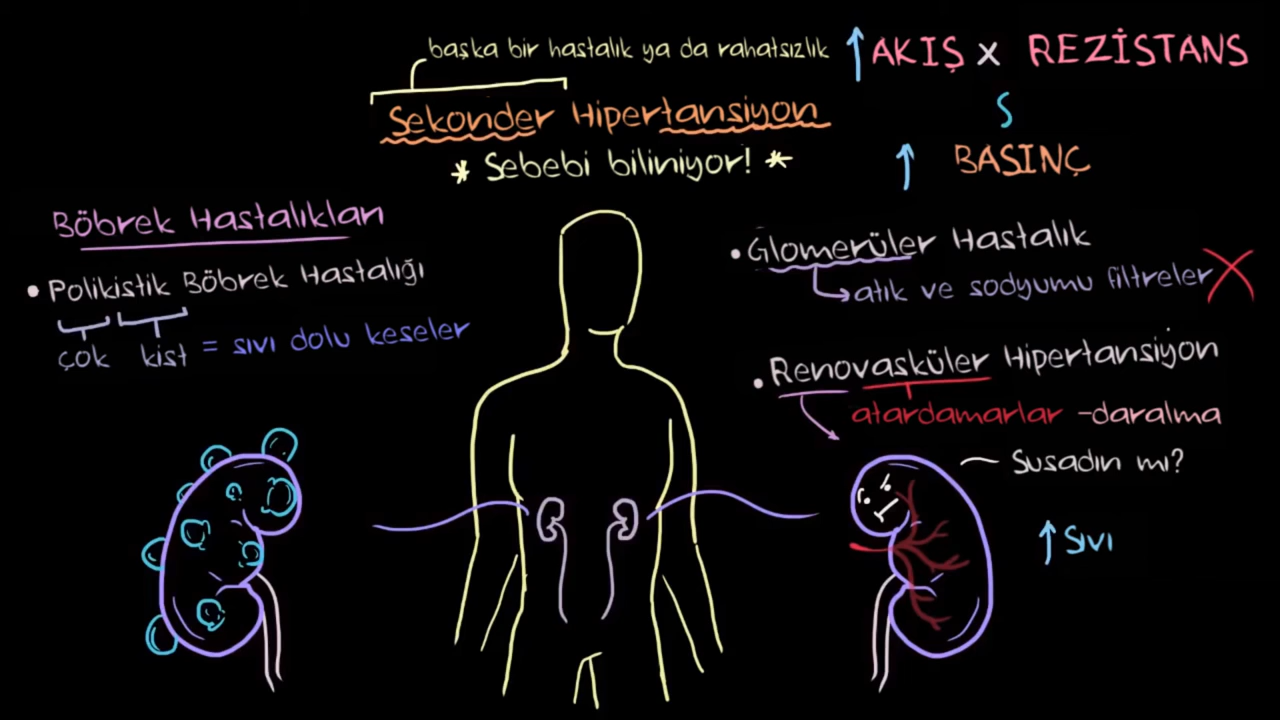 başka bir hastalık ya da rahatsızlık
Sekonder Hipertansiyon
* Sebebi biliniyor! *
↑ AKIŞ x REZİSTANS
S
↑ BASINÇ
Böbrek Hastalıkları
• Polikistik Böbrek Hastalığı
çok kist = sıvı dolu keseler
• Glomerüler Hastalık
atık ve sodyumu filtreler
• Renovasküler Hipertansiyon
atardamarlar -daralma
Susadın mı?
↑ Sıvı